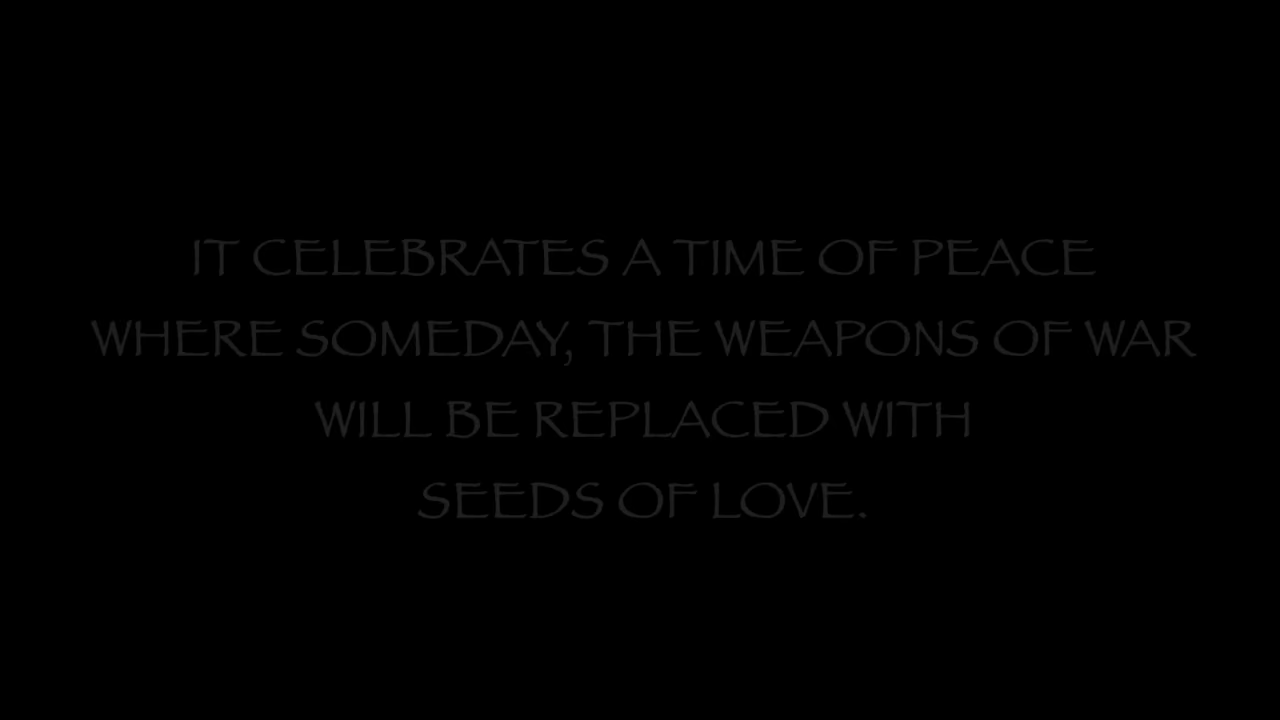 IT CELEBRATES A TIME OF PEACE
WHERE SOMEDAY, THE WEAPONS OF WAR
WILL BE REPLACED WITH
SEEDS OF LOVE.